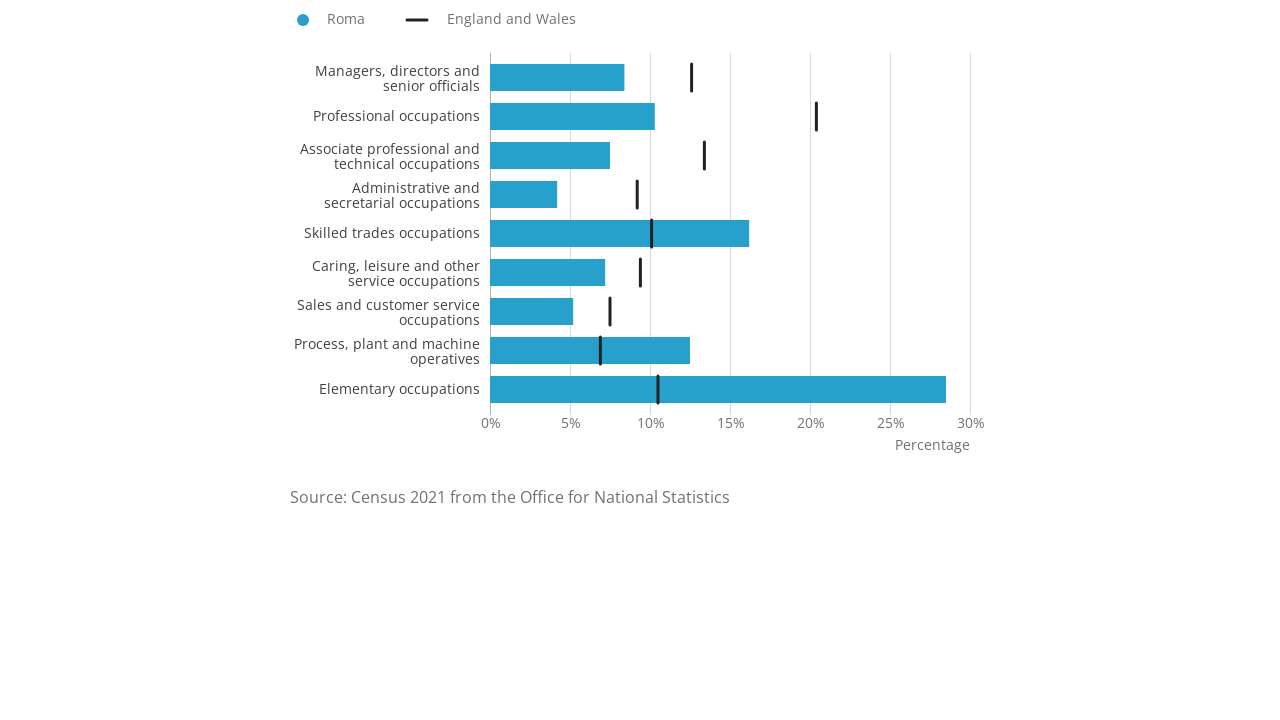 Roma
England and Wales
Managers, directors and
senior officials
Professional occupations
Associate professional and
technical occupations
Administrative and
secretarial occupations
Skilled trades occupations
Caring, leisure and other
service occupations
Sales and customer service
occupations
Process, plant and machine
operatives
Elementary occupations
0% 5% 10% 15% 20% 25% 30%
Percentage
Source: Census 2021 from the Office for National Statistics